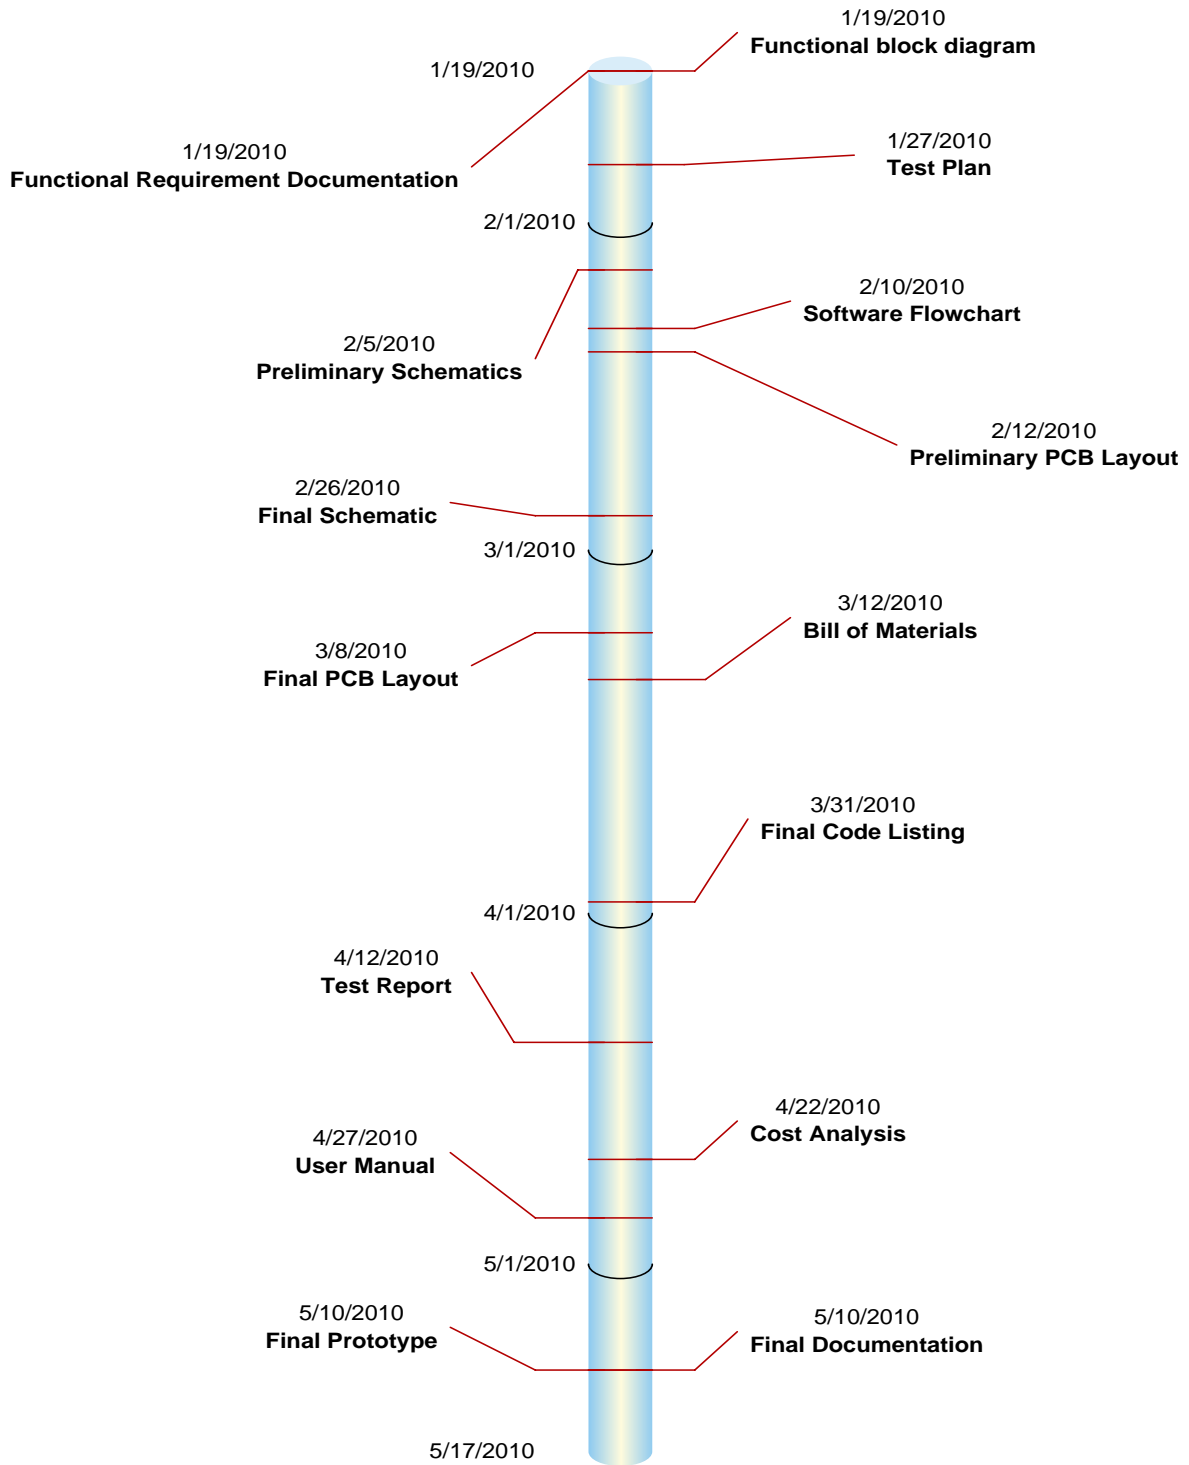 1/19/2010
Functional block diagram
1/19/2010
1/19/2010
Functional Requirement Documentation
1/27/2010
Test Plan
2/1/2010
2/10/2010
Software Flowchart
2/5/2010
Preliminary Schematics
2/12/2010
Preliminary PCB Layout
2/26/2010
Final Schematic
3/1/2010
3/12/2010
Bill of Materials
3/8/2010
Final PCB Layout
3/31/2010
Final Code Listing
4/1/2010
4/12/2010
Test Report
4/22/2010
Cost Analysis
4/27/2010
User Manual
5/1/2010
5/10/2010
Final Prototype
5/10/2010
Final Documentation
5/17/2010